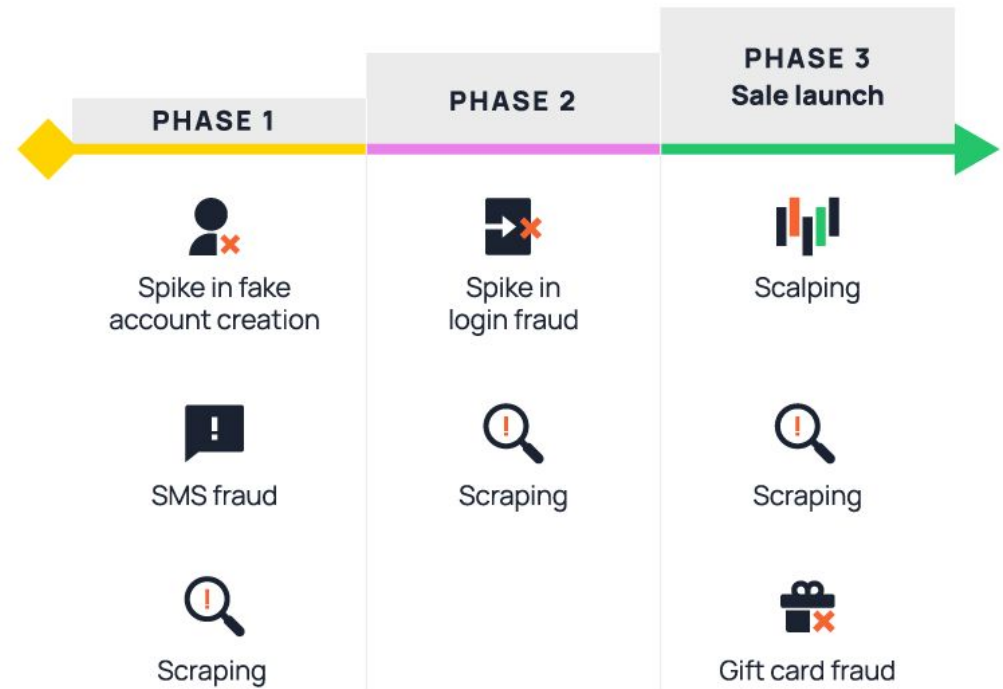 PHASE 1
PHASE 2
PHASE 3
Sale launch
Spike in fake
account creation
SMS fraud
Scraping
Spike in
login fraud
Scraping
Scalping
Scraping
Gift card fraud